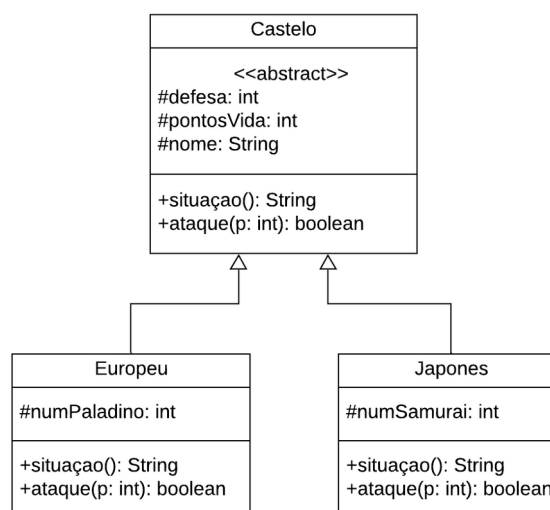 Castelo
<<abstract>>
#defesa: int
#pontosVida: int
#nome: String
+situaçao(): String
+ataque(p: int): boolean
Europeu
#numPaladino: int
+situaçao(): String
+ataque(p: int): boolean
Japones
#numSamurai: int
+situaçao(): String
+ataque(p: int): boolean